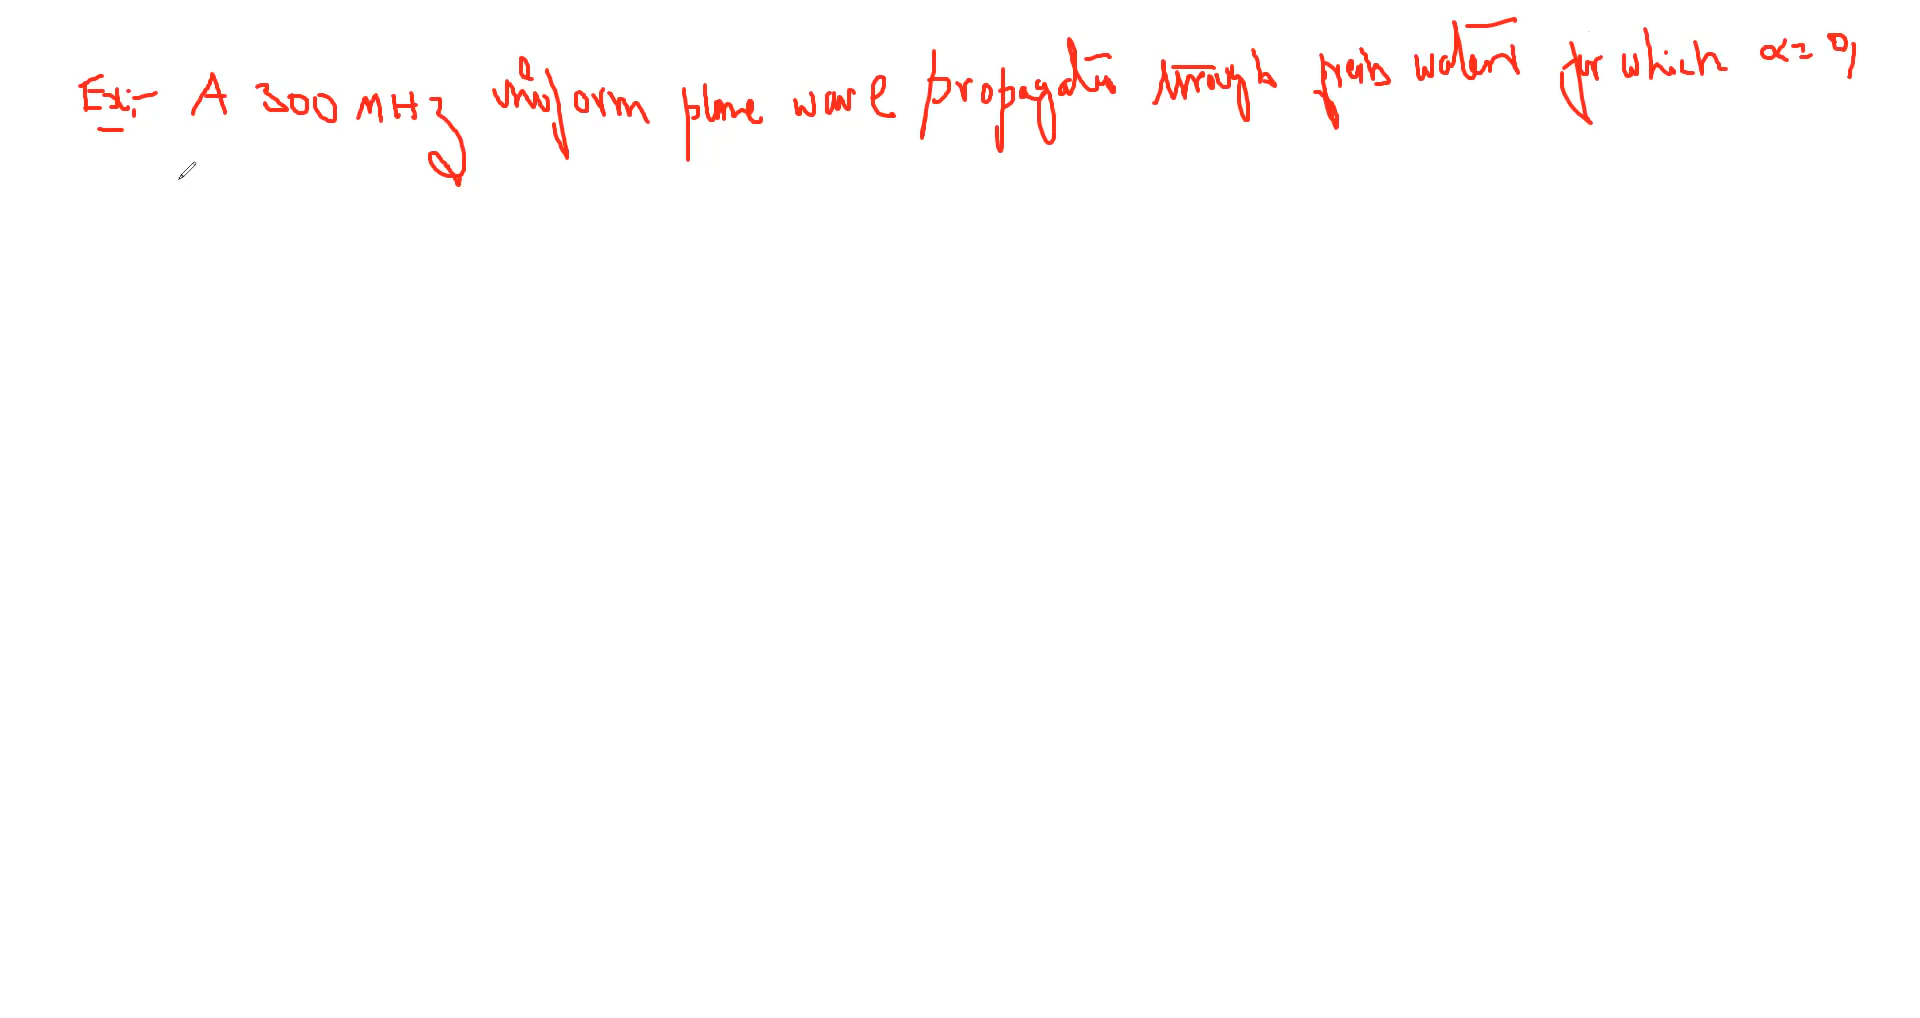 Ex:- A 300 MHz uniform plane wave propagates through fresh water for which α = 0,